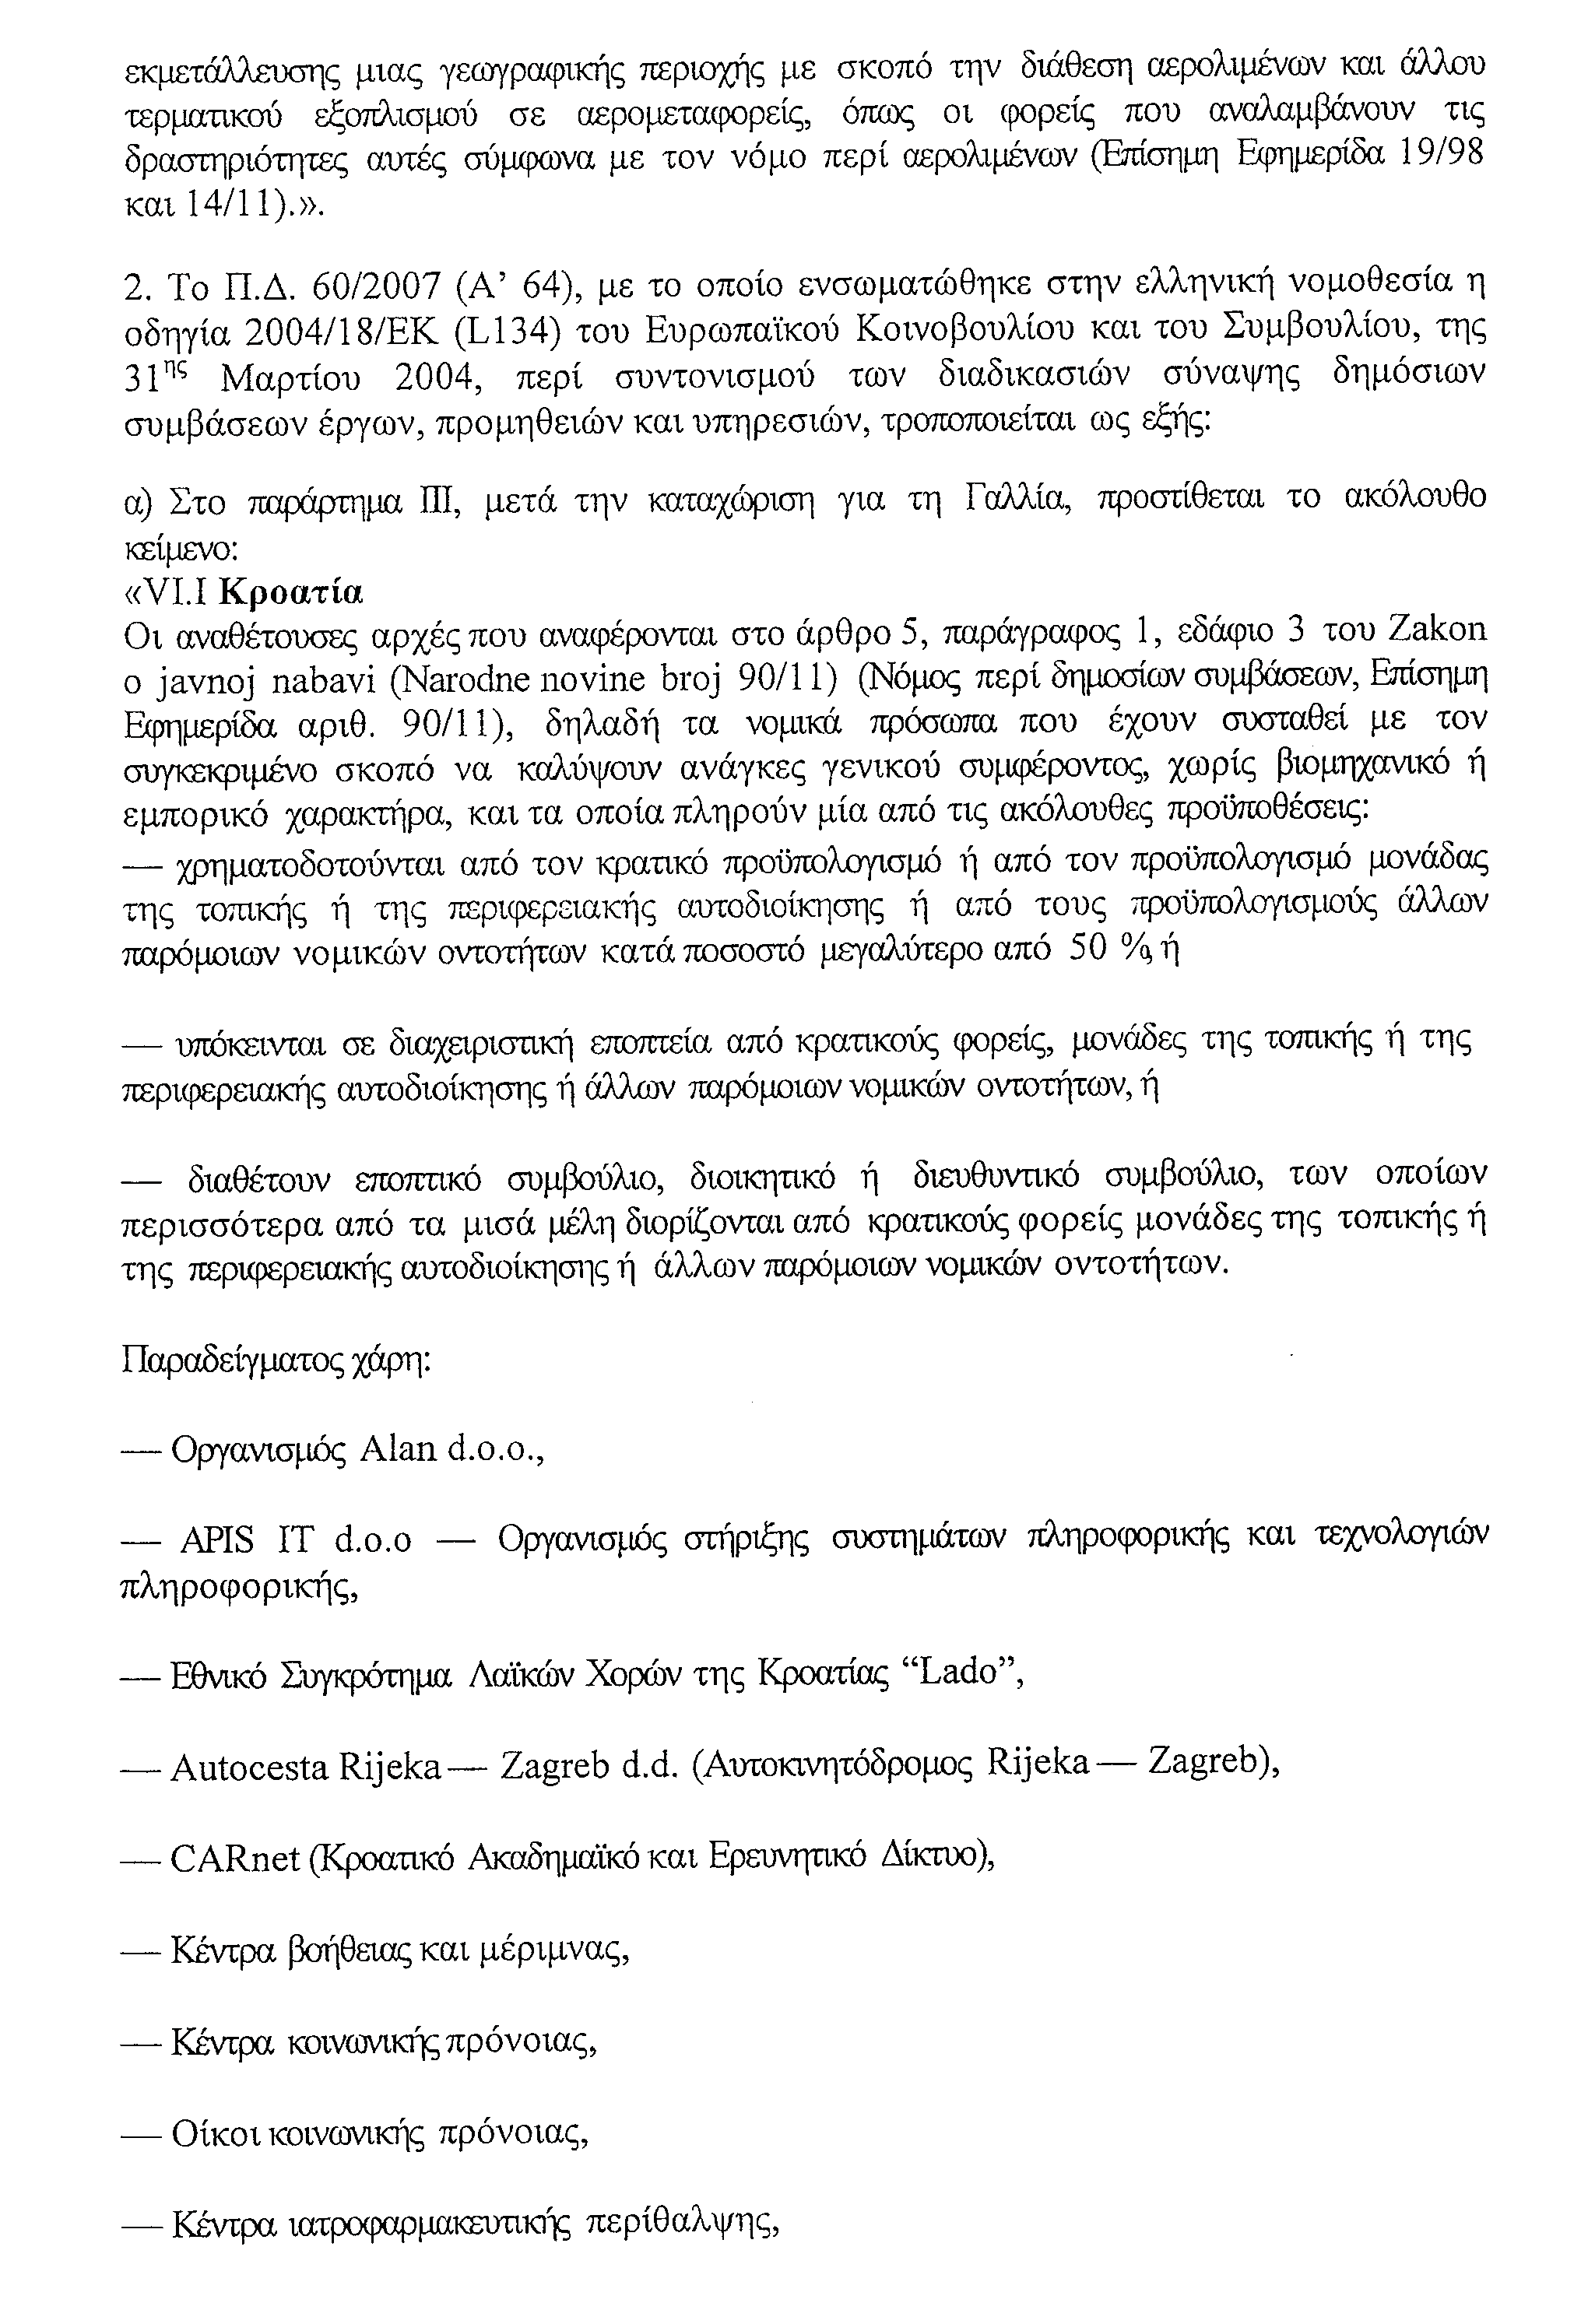 εκμετάλλευσης μιας γεωγραφικής περιοχής με σκοπό την διάθεση αερολιμένων και άλλου
τερματικού εξοπλισμού σε αερομεταφορείς, όπως οι φορείς που αναλαμβάνουν τις
δραστηριότητες αυτές σύμφωνα με τον νόμο περί αερολιμένων (Επίσημη Εφημερίδα 19/98
και 14/11).».
2. Το Π.Δ. 60/2007 (Α’ 64), με το οποίο ενσωματώθηκε στην ελληνική νομοθεσία η
οδηγία 2004/18/ΕΚ (L134) του Ευρωπαϊκού Κοινοβουλίου και του Συμβουλίου, της
31ης Μαρτίου 2004, περί συντονισμού των διαδικασιών σύναψης δημόσιων
συμβάσεων έργων, προμηθειών και υπηρεσιών, τροποποιείται ως εξής:
α) Στο παράρτημα ΙΙΙ, μετά την καταχώριση για τη Γαλλία, προστίθεται το ακόλουθο
κείμενο:
«VI.I Κροατία
Οι αναθέτουσες αρχές που αναφέρονται στο άρθρο 5, παράγραφος 1, εδάφιο 3 του Zakon
o javnoj nabavi (Narodne novine broj 90/11) (Νόμος περί δημοσίων συμβάσεων, Επίσημη
Εφημερίδα αριθ. 90/11), δηλαδή τα νομικά πρόσωπα που έχουν συσταθεί με τον
συγκεκριμένο σκοπό να καλύψουν ανάγκες γενικού συμφέροντος, χωρίς βιομηχανικό ή
εμπορικό χαρακτήρα, και τα οποία πληρούν μία από τις ακόλουθες προϋποθέσεις:
— χρηματοδοτούνται από τον κρατικό προϋπολογισμό ή από τον προϋπολογισμό μονάδας
της τοπικής ή της περιφερειακής αυτοδιοίκησης ή από τους προϋπολογισμούς άλλων
παρόμοιων νομικών οντοτήτων κατά ποσοστό μεγαλύτερο από 50 %, ή
— υπόκεινται σε διαχειριστική εποπτεία από κρατικούς φορείς, μονάδες της τοπικής ή της
περιφερειακής αυτοδιοίκησης ή άλλων παρόμοιων νομικών οντοτήτων, ή
— διαθέτουν εποπτικό συμβούλιο, διοικητικό ή διευθυντικό συμβούλιο, των οποίων
περισσότερα από τα μισά μέλη διορίζονται από κρατικούς φορείς μονάδες της τοπικής ή
της περιφερειακής αυτοδιοίκησης ή άλλων παρόμοιων νομικών οντοτήτων.
Παραδείγματος χάρη:
— Οργανισμός Alan d.o.o.,
— APIS IT d.o.o — Οργανισμός στήριξης συστημάτων πληροφορικής και τεχνολογιών
πληροφορικής,
— Εθνικό Συγκρότημα Λαϊκών Χορών της Κροατίας “Lado”,
— Autocesta Rijeka — Zagreb d.d. (Αυτοκινητόδρομος Rijeka — Zagreb),
— CARnet (Κροατικό Ακαδημαϊκό και Ερευνητικό Δίκτυο),
— Κέντρα βοήθειας και μέριμνας,
— Κέντρα κοινωνικής πρόνοιας,
— Οίκοι κοινωνικής πρόνοιας,
— Κέντρα ιατροφαρμακευτικής περίθαλψης,